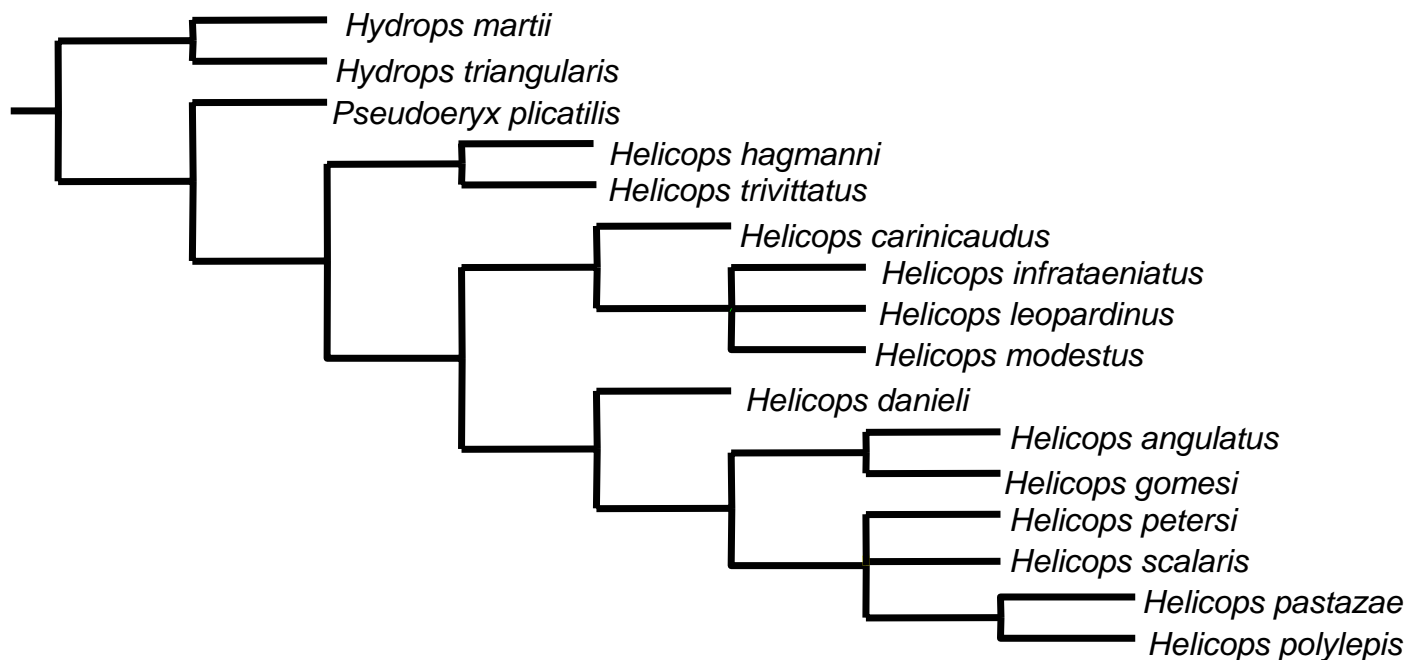 Hydrops martii
Hydrops triangularis
Pseudoeryx plicatilis
Helicops hagmanni
Helicops trivittatus
Helicops carinicaudus
Helicops infrataeniatus
Helicops leopardinus
Helicops modestus
Helicops danieli
Helicops angulatus
Helicops gomesi
Helicops petersi
Helicops scalaris
Helicops pastazae
Helicops polylepis